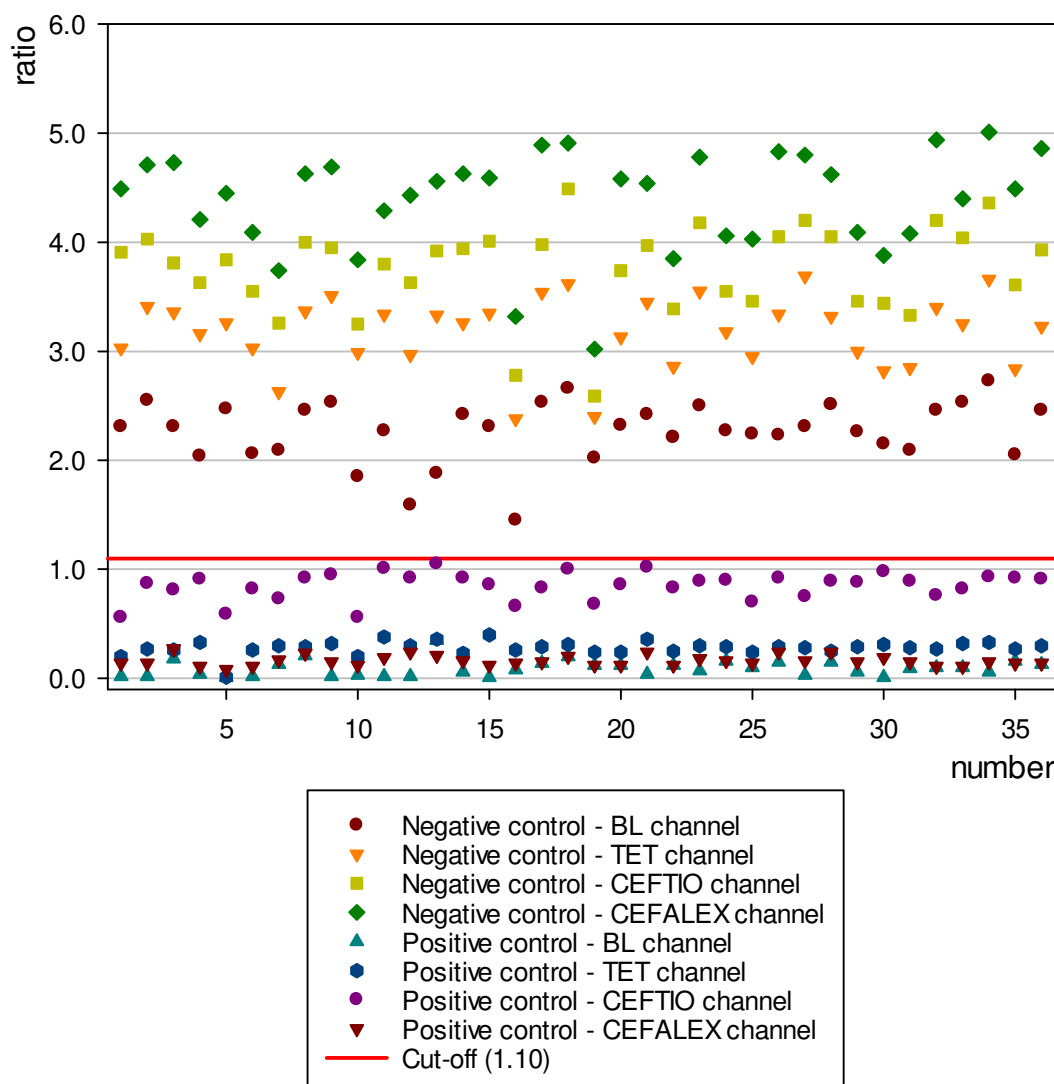 6.0
ratio
5.0
4.0
3.0
2.0
1.0
0.0
5 10 15 20 25 30 35
number
Negative control - BL channel
Negative control - TET channel
Negative control - CEFTIO channel
Negative control - CEFALEX channel
Positive control - BL channel
Positive control - TET channel
Positive control - CEFTIO channel
Positive control - CEFALEX channel
Cut-off (1.10)